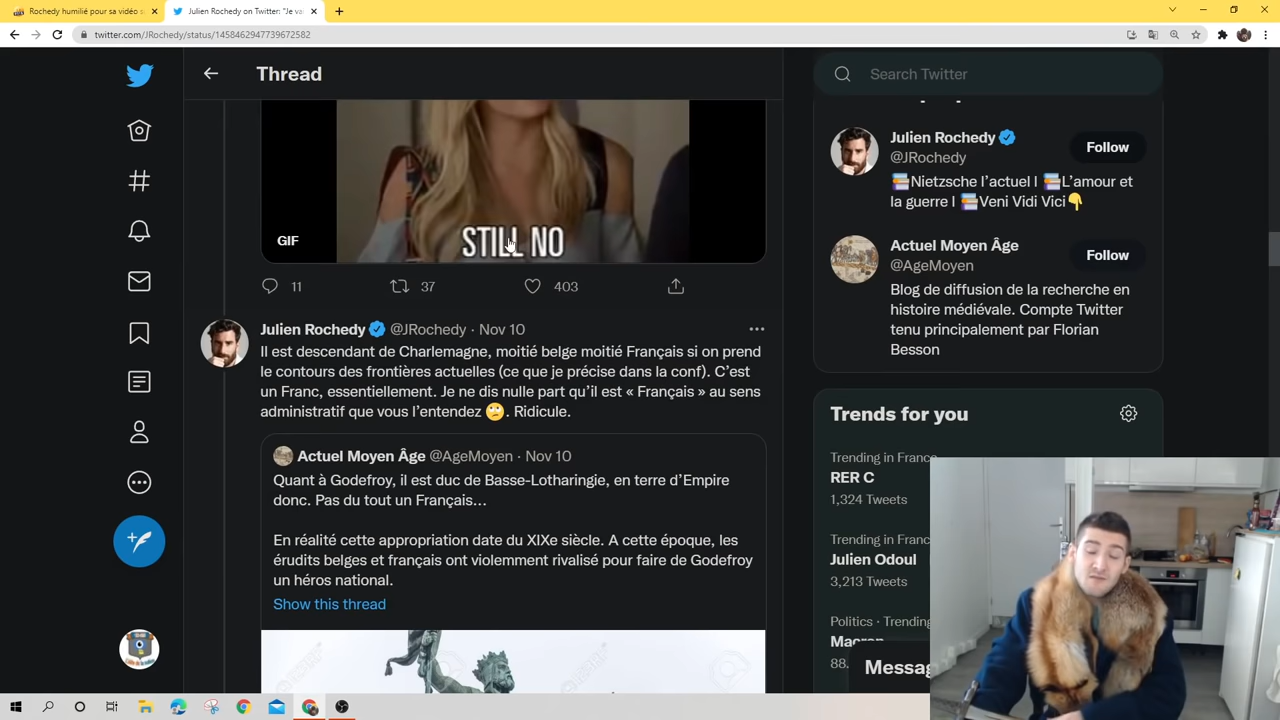 Rochedy humilié pour sa vidéo
Julien Rochedy on Twitter: "Je va
twitter.com/JRochedy/status/1458462947739672582
Thread
Search Twitter
STILL NO
GIF
11
37
403
Julien Rochedy @JRochedy · Nov 10
Il est descendant de Charlemagne, moitié belge moitié Français si on prend
le contours des frontières actuelles (ce que je précise dans la conf). C’est
un Franc, essentiellement. Je ne dis nulle part qu’il est « Français » au sens
administratif que vous l’entendez 🙄. Ridicule.
Actuel Moyen Âge @AgeMoyen · Nov 10
Quant à Godefroy, il est duc de Basse-Lotharingie, en terre d’Empire
donc. Pas du tout un Français…
En réalité cette appropriation date du XIXe siècle. A cette époque, les
érudits belges et français ont violemment rivalisé pour faire de Godefroy
un héros national.
Show this thread
Julien Rochedy
Follow
@JRochedy
📚Nietzsche l’actuel I 📚L’amour et
la guerre I 📚Veni Vidi Vici👇
Actuel Moyen Âge
Follow
@AgeMoyen
Blog de diffusion de la recherche en
histoire médiévale. Compte Twitter
tenu principalement par Florian
Besson
Trends for you
Trending in France
RER C
1,324 Tweets
Trending in Fran
Julien Odoul
3,213 Tweets
Politics · Trending
Macron
88.
Messag